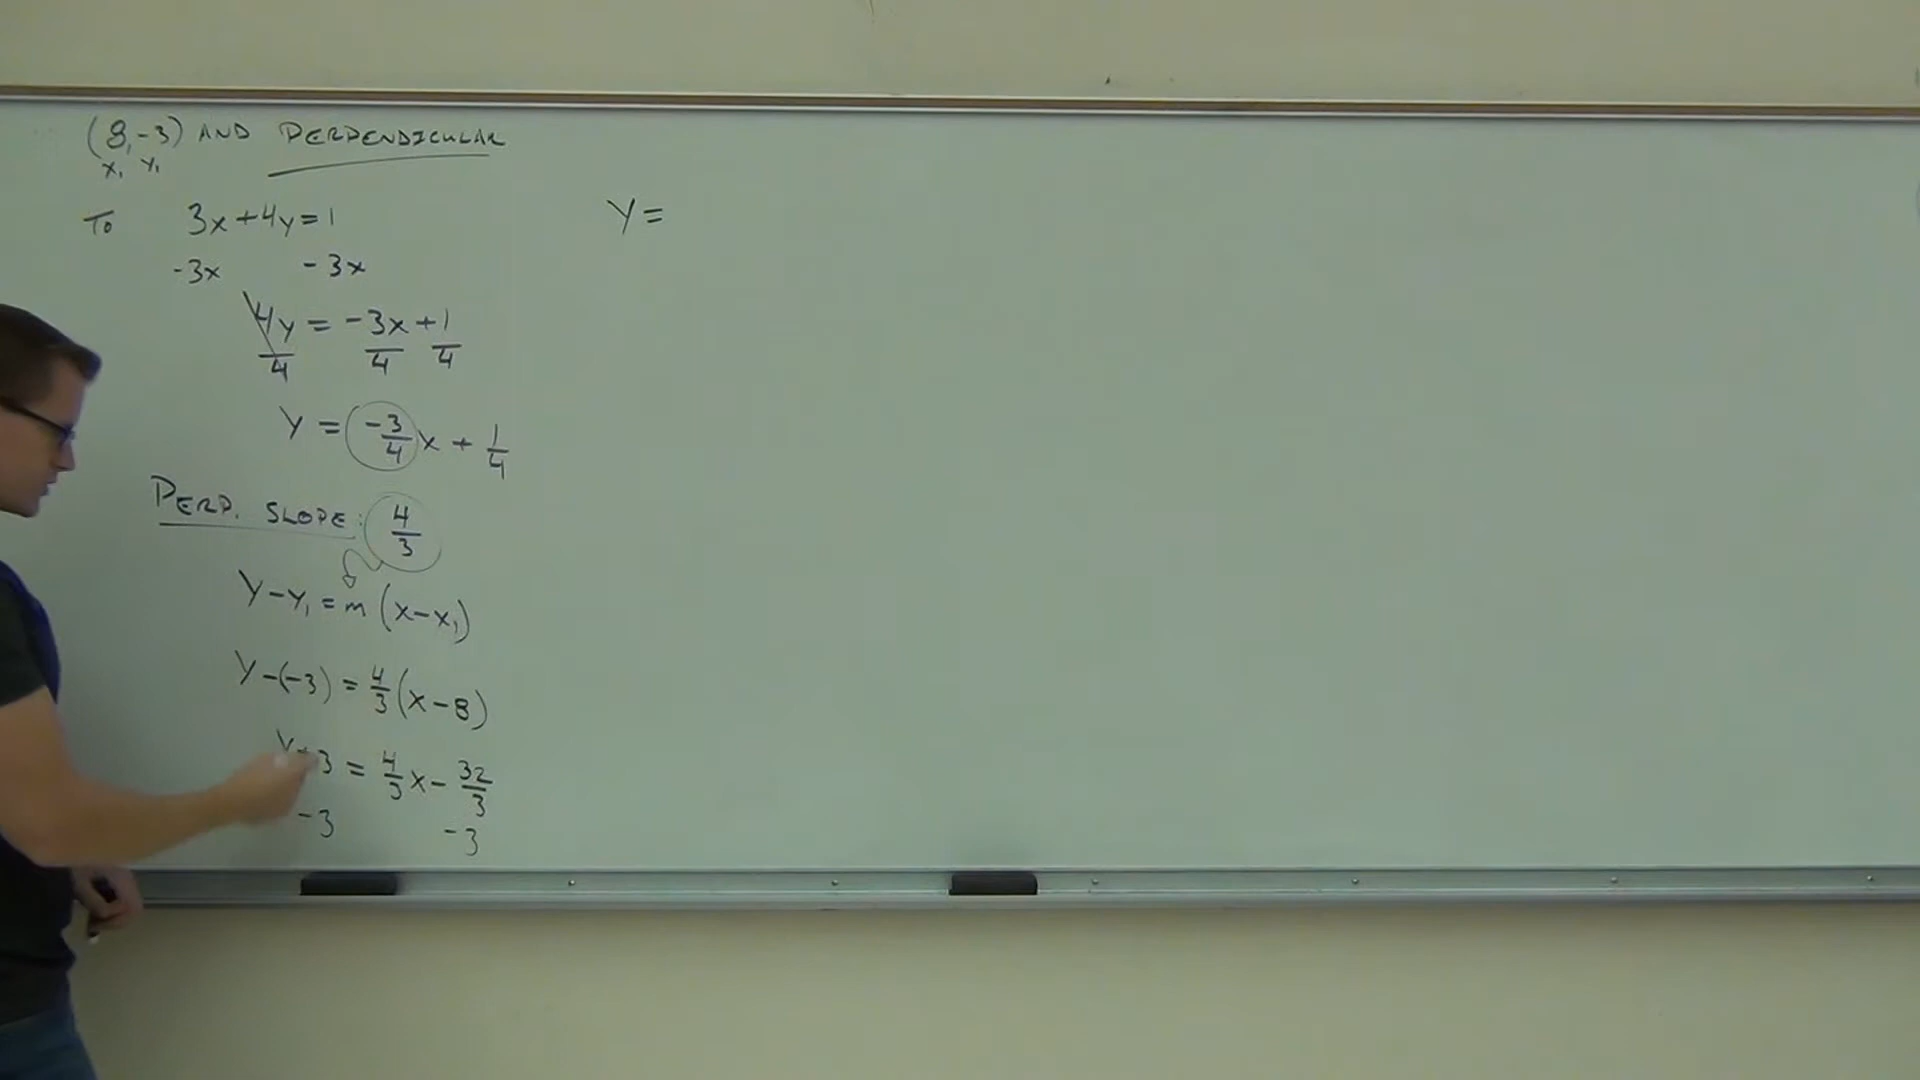 (8,-3) AND PERPENDICULAR
x₁ y₁
To 3x+4y=1
-3x -3x
4y/4 = -3x/4 +1/4
y = -3/4 x + 1/4
PERP. SLOPE: 4/3
y-y₁=m(x-x₁)
y-(-3)=4/3(x-8)
y+3=4/3x-32/3
-3 -3
y=